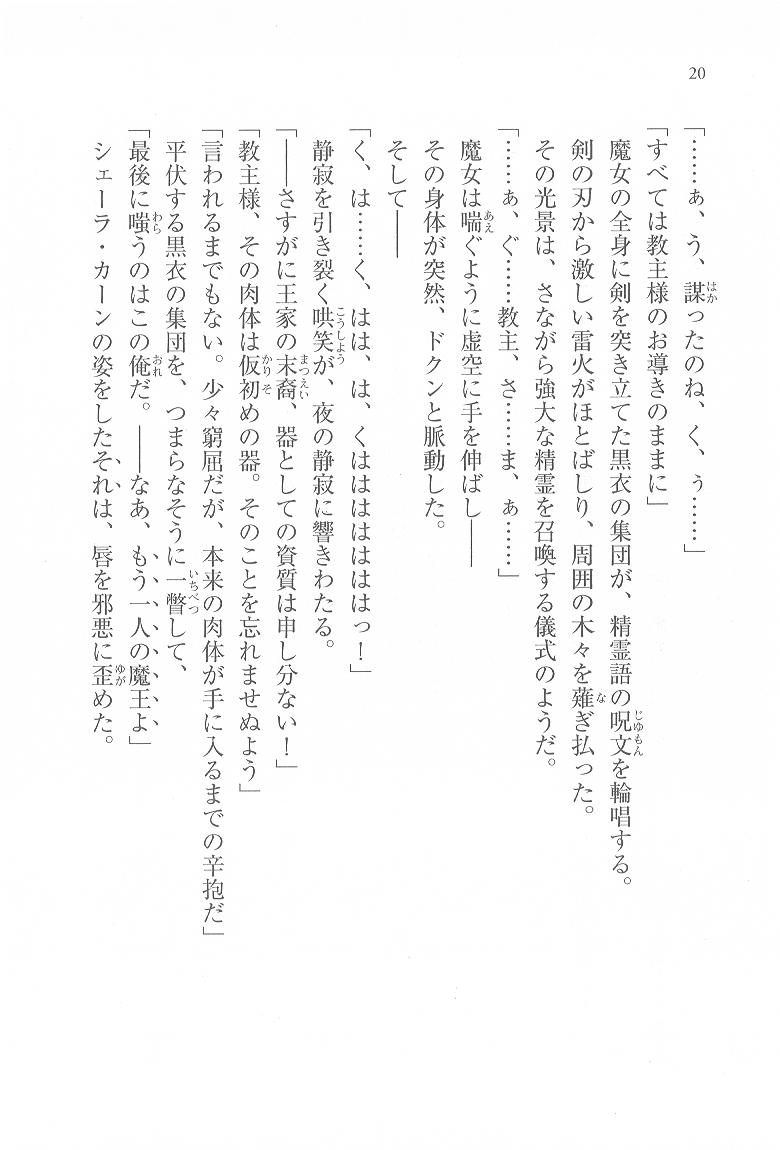 20
「……ぁ、う、謀ったのね、く、ぅ……」
「すべては教主様のお導きのままに」
魔女の全身に剣を突き立てた黒衣の集団が、精霊語の呪文を輪唱する。
剣の刃から激しい雷火がほとばしり、周囲の木々を薙ぎ払った。
その光景は、さながら強大な精霊を召喚する儀式のようだ。
「……ぁ、ぐ……教主、さ……ま、ぁ……」
魔女は喘ぐように虚空に手を伸ばし――
その身体が突然、ドクンと脈動した。
そして――
「く、は……く、はは、は、くはははははははっ！」
静寂を引き裂く哄笑が、夜の静寂に響きわたる。
「――さすがに王家の末裔、器としての資質は申し分ない！」
「教主様、その肉体は仮初めの器。そのことを忘れませぬよう」
「言われるまでもない。少々窮屈だが、本来の肉体が手に入るまでの辛抱だ」
平伏する黒衣の集団を、つまらなそうに一瞥して、
「最後に嗤うのはこの俺だ。――なあ、もう一人の魔王よ」
シェーラ・カーンの姿をしたそれは、唇を邪悪に歪めた。